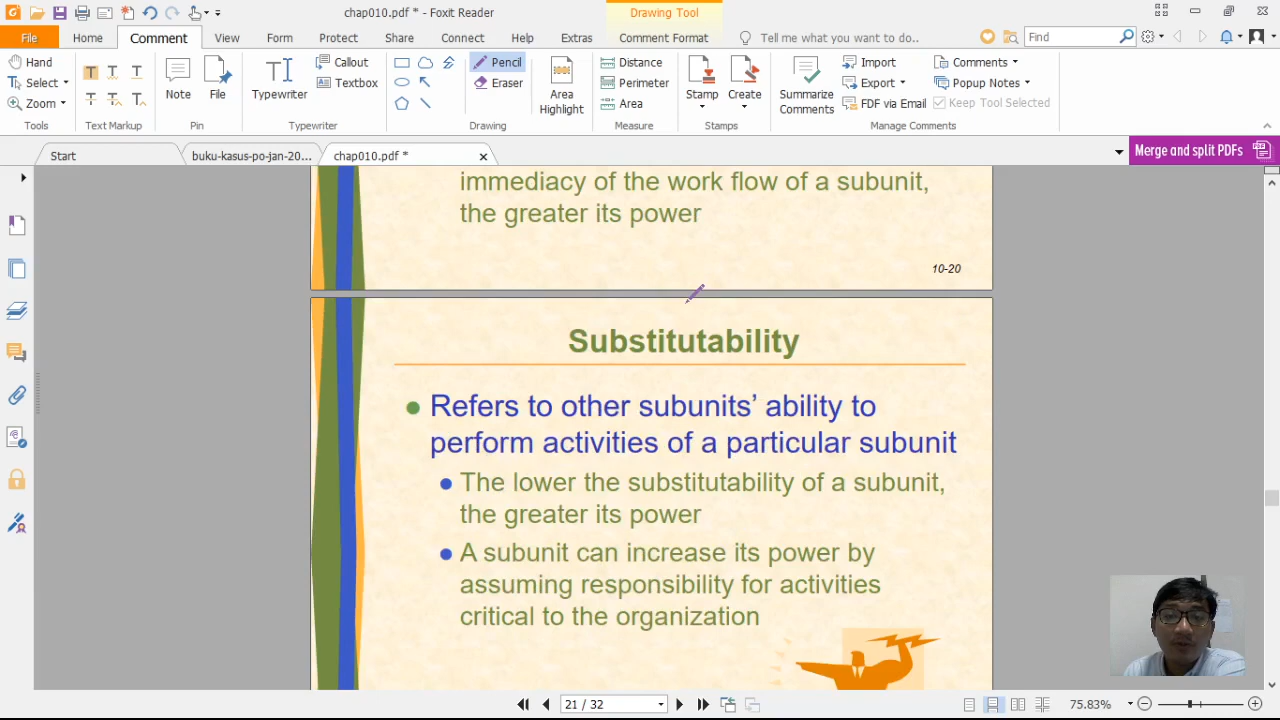 chap010.pdf * - Foxit Reader
Drawing Tool
File
Home
Comment
View
Form
Protect
Share
Connect
Help
Extras
Comment Format
Tell me what you want to do..
Find
Hand
Select
Zoom
Tools
Text Markup
Note
File
Pin
Typewriter
Callout
Textbox
Typewriter
Pencil
Eraser
Drawing
Area
Highlight
Distance
Perimeter
Area
Measure
Stamp
Create
Stamps
Summarize
Comments
Import
Export
FDF via Email
Comments
Popup Notes
Keep Tool Selected
Manage Comments
Start
buku-kasus-po-jan-20...
chap010.pdf *
Merge and split PDFs
immediacy of the work flow of a subunit,
the greater its power
10-20
Substitutability
Refers to other subunits’ ability to
perform activities of a particular subunit
The lower the substitutability of a subunit,
the greater its power
A subunit can increase its power by
assuming responsibility for activities
critical to the organization
21 / 32
75.83%